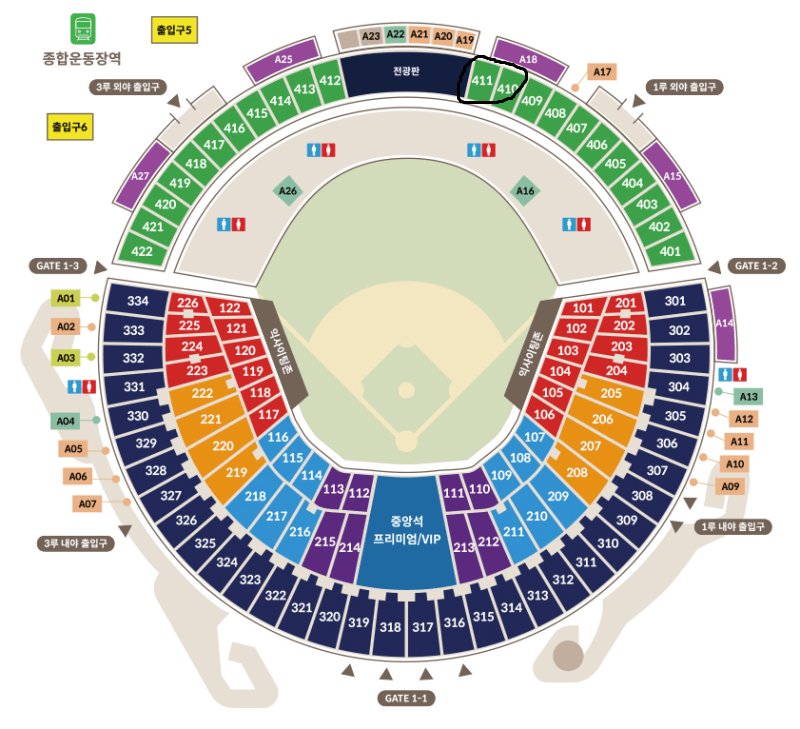 출입구5
종합운동장역
출입구6
A23 A22 A21 A20 A19
A25
전광판
A18
A17
3루 외야 출입구
1루 외야 출입구
A27
A15
422 421 420 419 418 417 416 415 414 413 412
411 410 409 408 407 406 405 404 403 402 401
A26
A16
GATE 1-3
GATE 1-2
A01
A02
A03
A04
A05
A06
A07
3루 내야 출입구
A14
A13
A12
A11
A10
A09
1루 내야 출입구
334 333 332 331 330 329 328 327 326 325 324 323 322 321 320 319 318
317 316 315 314 313 312 311 310 309 308 307 306 305 304 303 302 301
226 225 224 223 222 221 220 219 218 217 216 215 214
213 212 211 210 209 208 207 206 205 204 203 202 201
122 121 120 119 118 117 116 115 114 113 112
111 110 109 108 107 106 105 104 103 102 101
익사이팅존
익사이팅존
중앙석
프리미엄/VIP
GATE 1-1